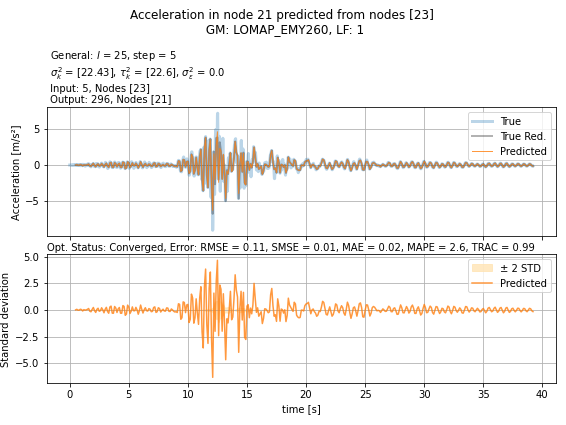 Acceleration in node 21 predicted from nodes [23]
GM: LOMAP_EMY260, LF: 1
General: l = 25, step = 5
σ²ₖ = [22.43], τ²ₖ = [22.6], σ²ε = 0.0
Input: 5, Nodes [23]
Output: 296, Nodes [21]
True
True Red.
Predicted
Acceleration [m/s²]
5
0
−5
Opt. Status: Converged, Error: RMSE = 0.11, SMSE = 0.01, MAE = 0.02, MAPE = 2.6, TRAC = 0.99
± 2 STD
Predicted
Standard deviation
5.0
2.5
0.0
−2.5
−5.0
0 5 10 15 20 25 30 35 40
time [s]